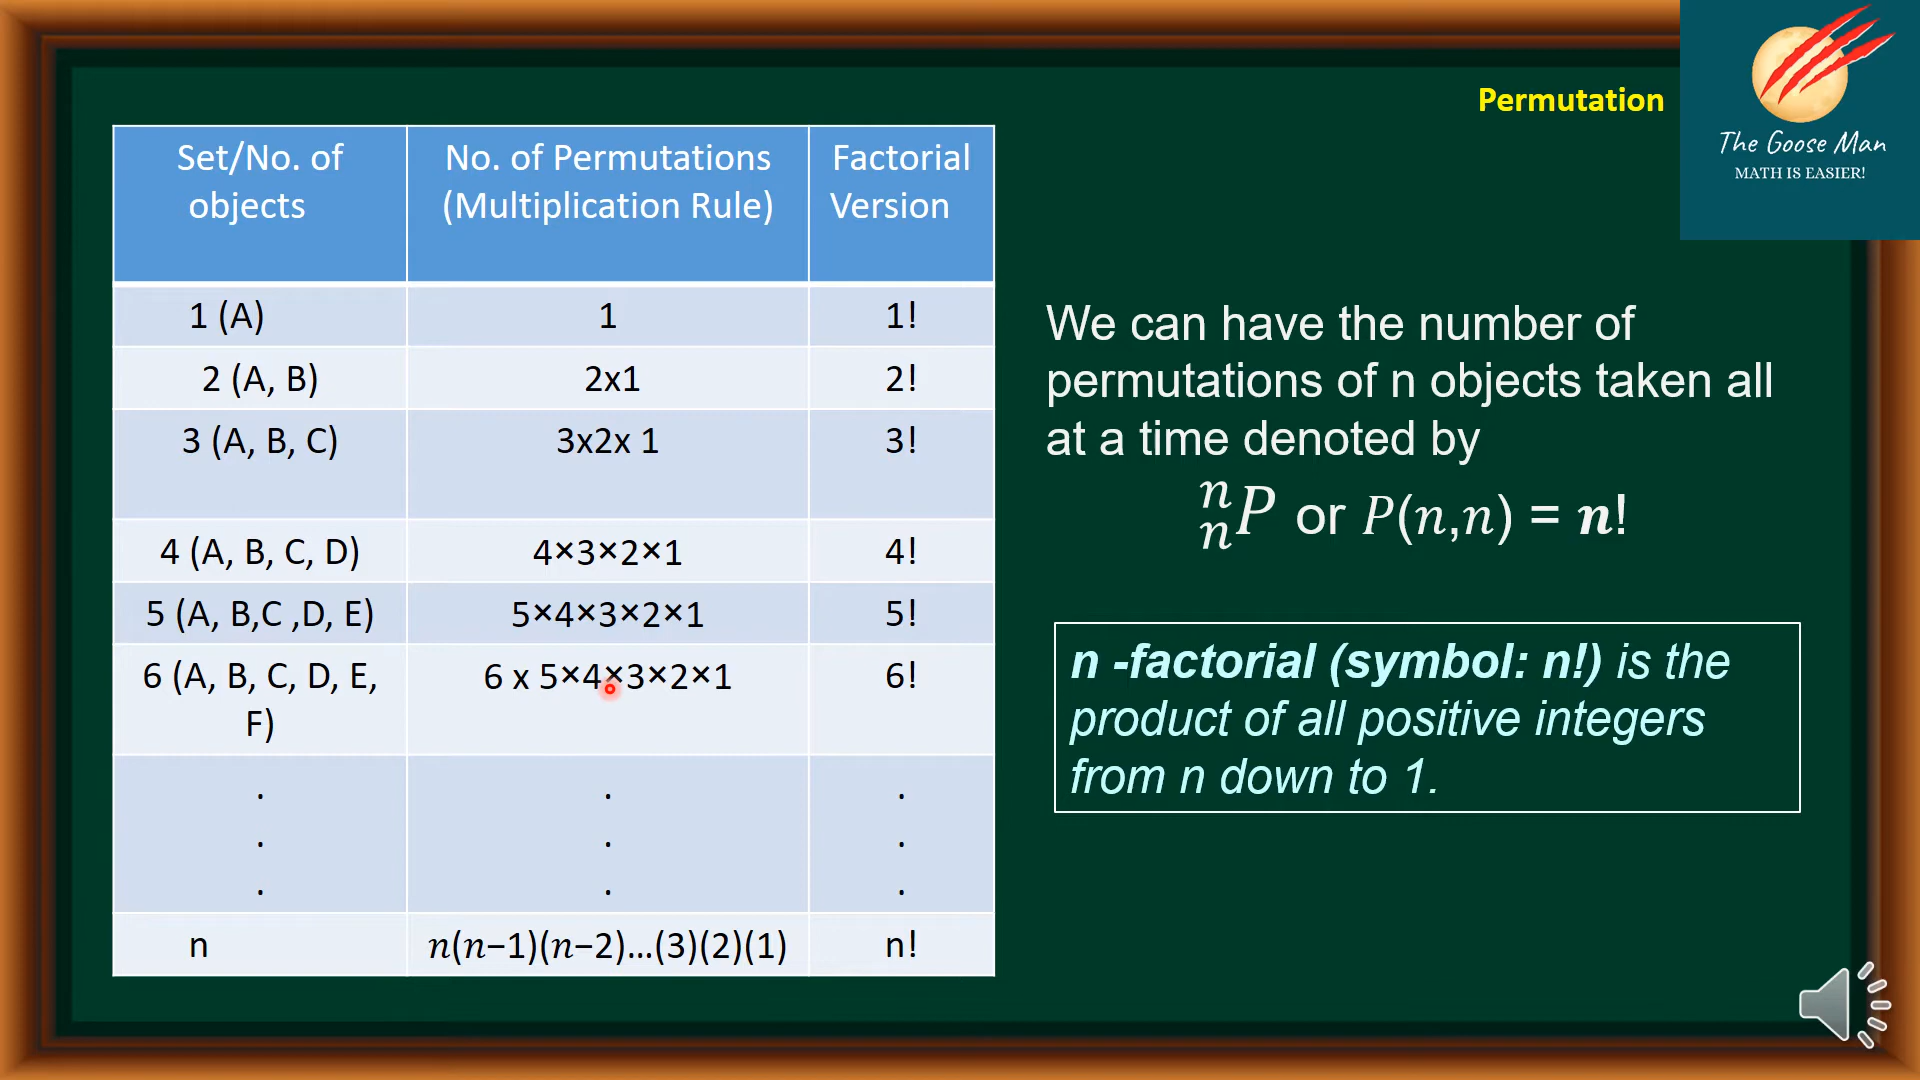 Permutation
The Goose Man
MATH IS EASIER!
Set/No. of objects | No. of Permutations (Multiplication Rule) | Factorial Version
1 (A) | 1 | 1!
2 (A, B) | 2x1 | 2!
3 (A, B, C) | 3x2x 1 | 3!
4 (A, B, C, D) | 4×3×2×1 | 4!
5 (A, B,C ,D, E) | 5×4×3×2×1 | 5!
6 (A, B, C, D, E, F) | 6 x 5×4×3×2×1 | 6!
. | . | .
. | . | .
. | . | .
n | n(n−1)(n−2)...(3)(2)(1) | n!
We can have the number of
permutations of n objects taken all
at a time denoted by
ⁿₙP or P(n,n) = n!
n -factorial (symbol: n!) is the
product of all positive integers
from n down to 1.